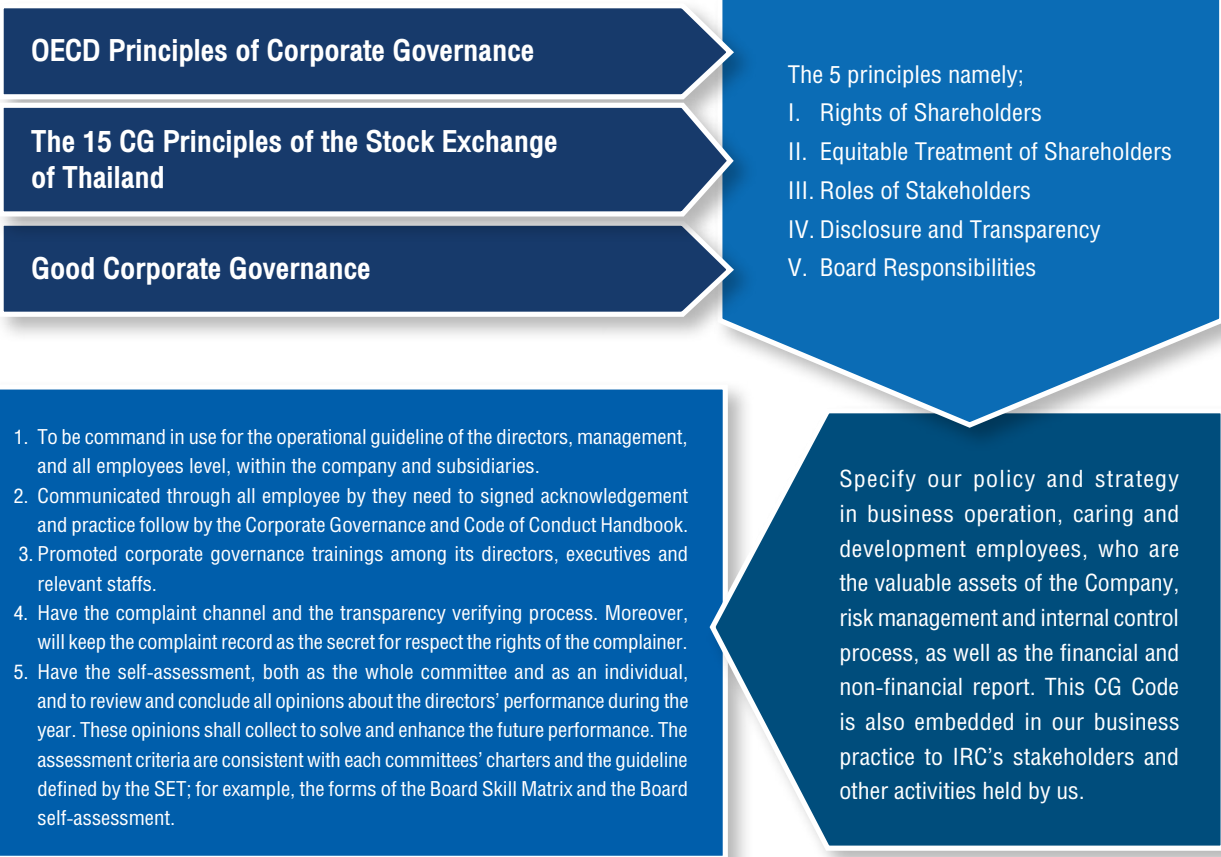 OECD Principles of Corporate Governance
The 15 CG Principles of the Stock Exchange
of Thailand
Good Corporate Governance
The 5 principles namely;
I. Rights of Shareholders
II. Equitable Treatment of Shareholders
III. Roles of Stakeholders
IV. Disclosure and Transparency
V. Board Responsibilities
Specify our policy and strategy
in business operation, caring and
development employees, who are
the valuable assets of the Company,
risk management and internal control
process, as well as the financial and
non-financial report. This CG Code
is also embedded in our business
practice to IRC's stakeholders and
other activities held by us.
1. To be command in use for the operational guideline of the directors, management,
and all employees level, within the company and subsidiaries.
2. Communicated through all employee by they need to signed acknowledgement
and practice follow by the Corporate Governance and Code of Conduct Handbook.
3. Promoted corporate governance trainings among its directors, executives and
relevant staffs.
4. Have the complaint channel and the transparency verifying process. Moreover,
will keep the complaint record as the secret for respect the rights of the complainer.
5. Have the self-assessment, both as the whole committee and as an individual,
and to review and conclude all opinions about the directors' performance during the
year. These opinions shall collect to solve and enhance the future performance. The
assessment criteria are consistent with each committees' charters and the guideline
defined by the SET; for example, the forms of the Board Skill Matrix and the Board
self-assessment.